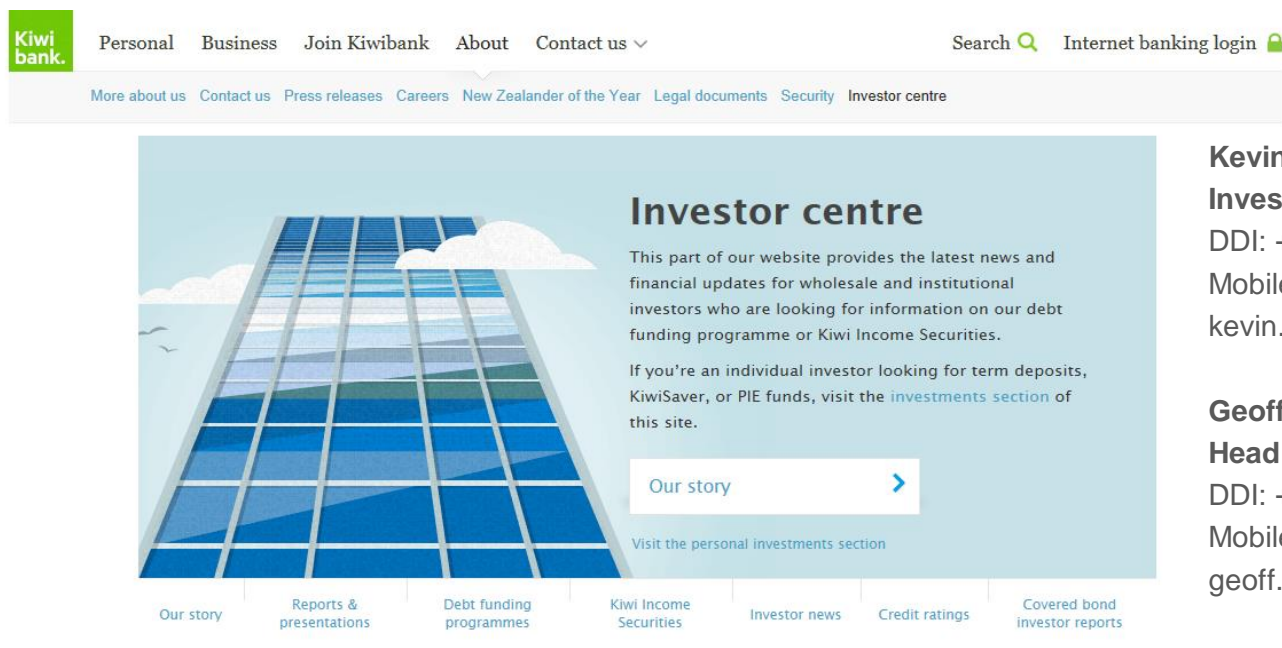 Kiwi
bank.
Personal Business Join Kiwibank About Contact us
Search Internet banking login
More about us Contact us Press releases Careers New Zealander of the Year Legal documents Security Investor centre
Investor centre
This part of our website provides the latest news and
financial updates for wholesale and institutional
investors who are looking for information on our debt
funding programme or Kiwi Income Securities.
If you're an individual investor looking for term deposits,
KiwiSaver, or PIE funds, visit the investments section of
this site.
Our story
Visit the personal investments section
Our story
Reports &
presentations
Debt funding
programmes
Kiwi Income
Securities
Investor news
Credit ratings
Covered bond
investor reports
Kevin
Inves
DDI: -
Mobile
kevin.
Geoff
Head
DDI: -
Mobile
geoff.